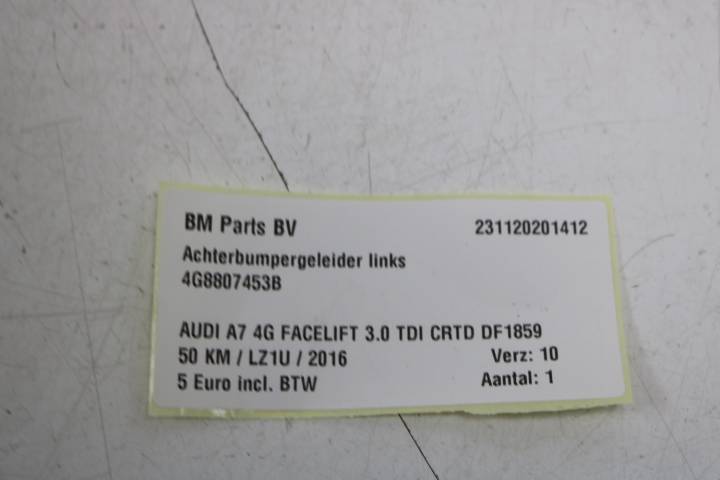 BM Parts BV 231120201412
Achterbumpergeleider links
4G8807453B
AUDI A7 4G FACELIFT 3.0 TDI CRTD DF1859
50 KM / LZ1U / 2016 Verz: 10
5 Euro incl. BTW Aantal: 1